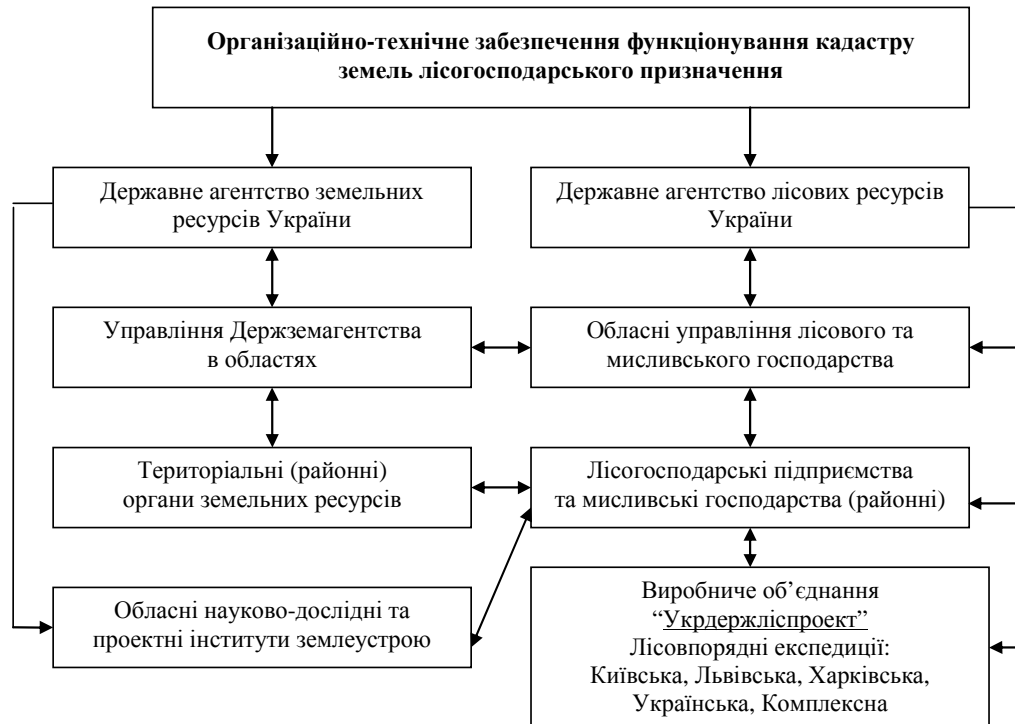 Організаційно-технічне забезпечення функціонування кадастру
земель лісогосподарського призначення
Державне агентство земельних
ресурсів України
Державне агентство лісових ресурсів
України
Управління Держземагентства
в областях
Обласні управління лісового та
мисливського господарства
Територіальні (районні)
органи земельних ресурсів
Лісогосподарські підприємства
та мисливські господарства (районні)
Обласні науково-дослідні та
проектні інститути землеустрою
Виробниче об’єднання
“Укрдержліспроект”
Лісовпорядні експедиції:
Київська, Львівська, Харківська,
Українська, Комплексна